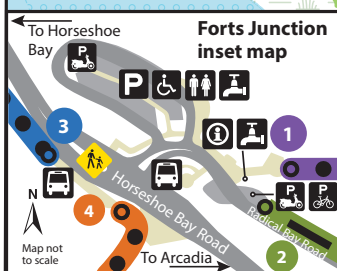 To Horseshoe
Bay
Forts Junction
inset map
P
P
i
1
3
P
P
Horseshoe Bay Road
4
Radical Bay Road
N
2
Map not
to scale
To Arcadia